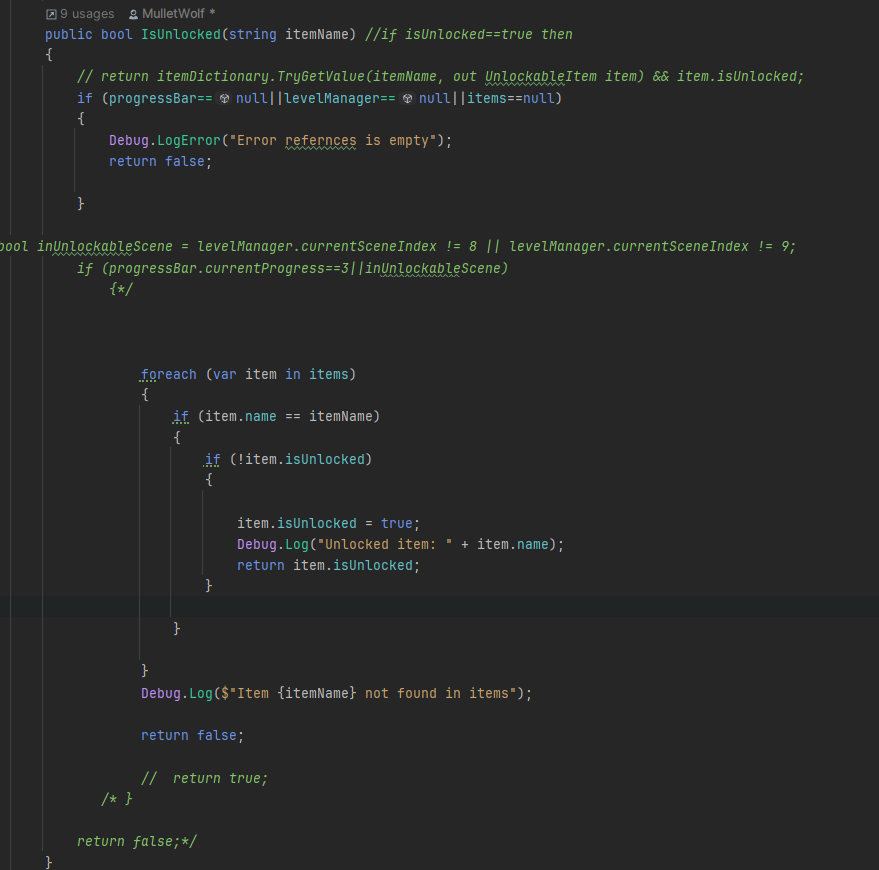 9 usages MulletWolf *
public bool IsUnlocked(string itemName) //if isUnlocked==true then
{
// return itemDictionary.TryGetValue(itemName, out UnlockableItem item) && item.isUnlocked;
if (progressBar== null||levelManager== null||items==null)
{
Debug.LogError("Error refernces is empty");
return false;
}
bool inUnlockableScene = levelManager.currentSceneIndex != 8 || levelManager.currentSceneIndex != 9;
if (progressBar.currentProgress==3||inUnlockableScene)
{*/
foreach (var item in items)
{
if (item.name == itemName)
{
if (!item.isUnlocked)
{
item.isUnlocked = true;
Debug.Log("Unlocked item: " + item.name);
return item.isUnlocked;
}
}
}
Debug.Log($"Item {itemName} not found in items");
return false;
// return true;
/* }
return false;*/
}